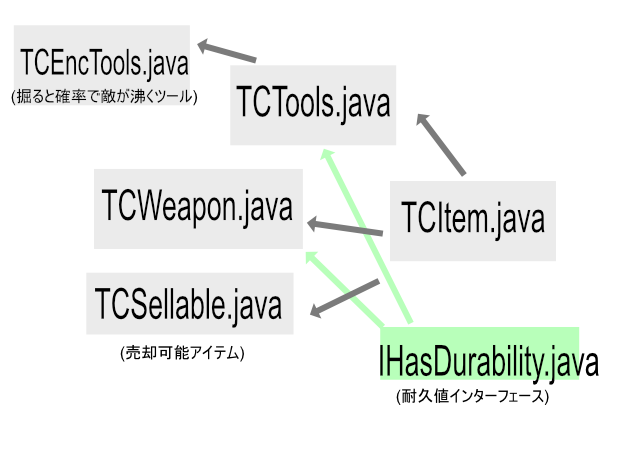 TCEncTools.java
(掘ると確率で敵が沸くツール)
TCTools.java
TCWeapon.java
TCItem.java
TCSellable.java
(売却可能アイテム)
IHasDurability.java
(耐久値インターフェース)